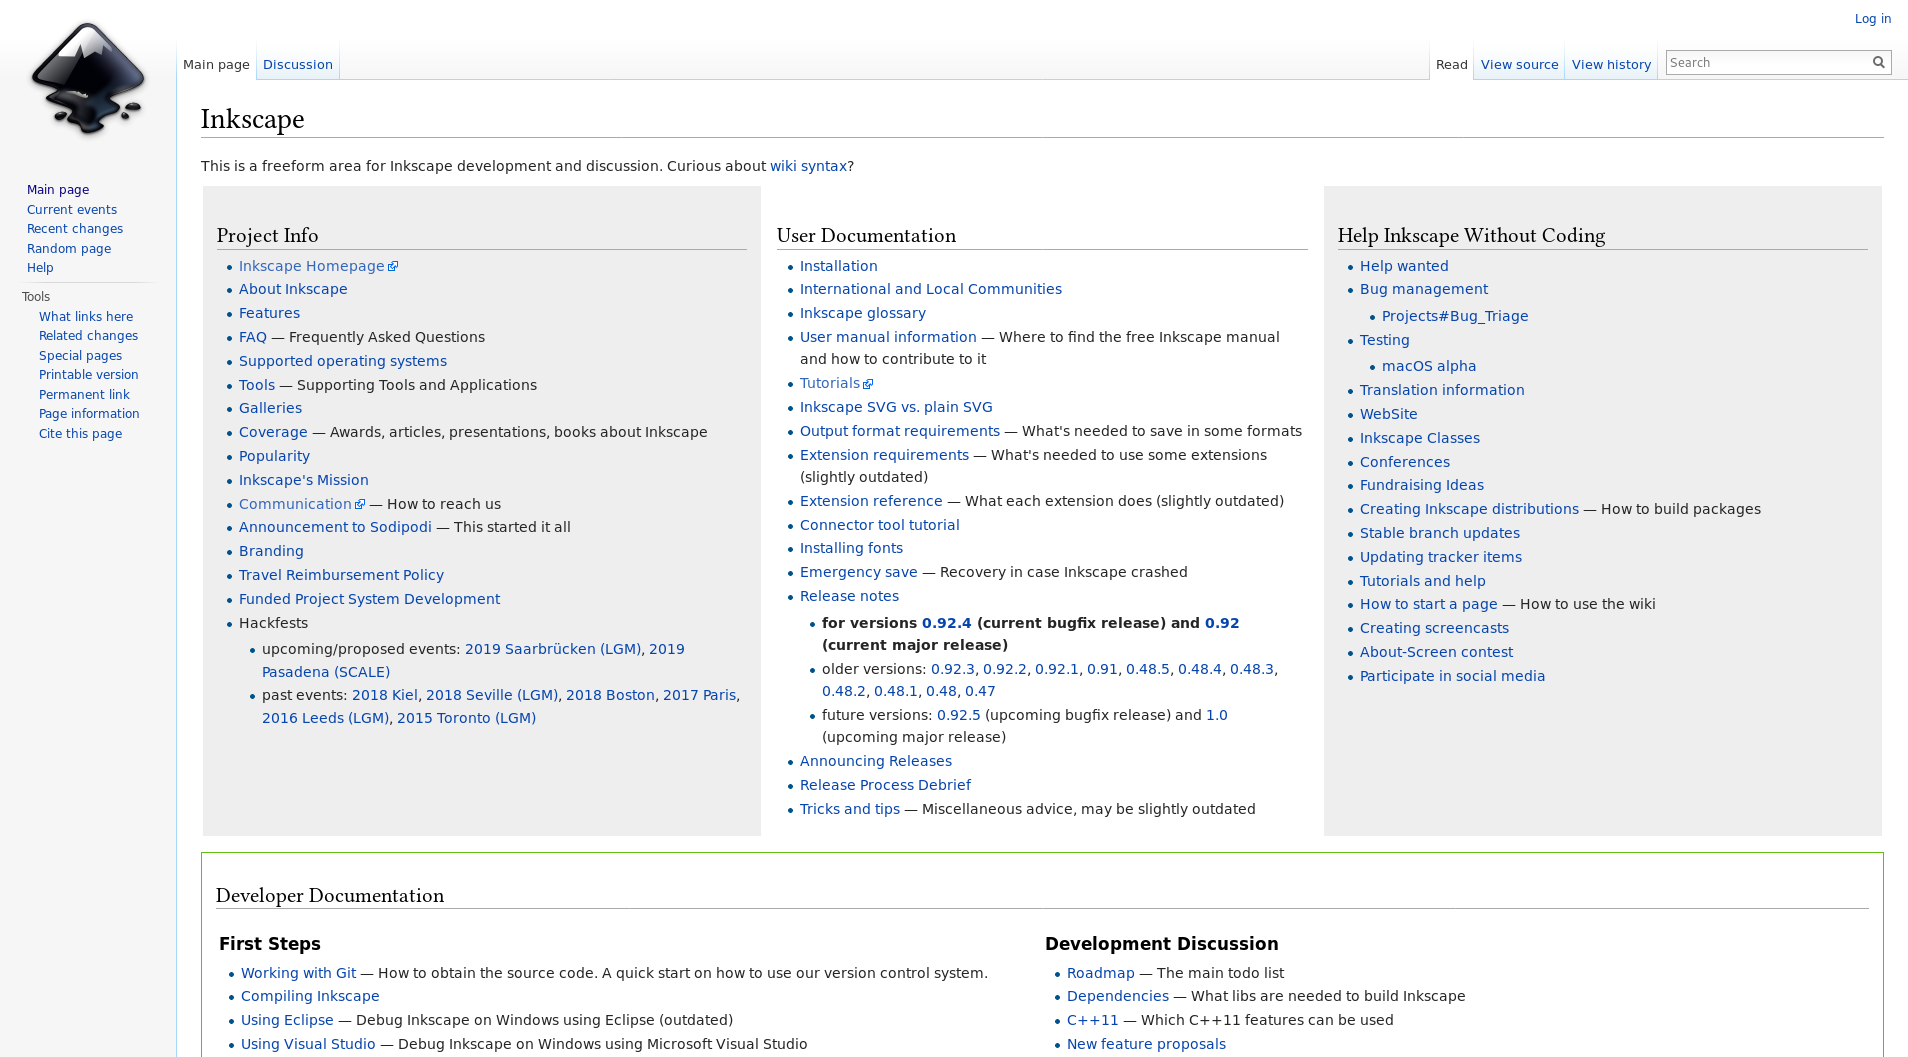 Log in
Main page
Discussion
Read
View source
View history
Search
Main page
Current events
Recent changes
Random page
Help
Tools
What links here
Related changes
Special pages
Printable version
Permanent link
Page information
Cite this page
Inkscape
This is a freeform area for Inkscape development and discussion. Curious about wiki syntax?
Project Info
Inkscape Homepage
About Inkscape
Features
FAQ — Frequently Asked Questions
Supported operating systems
Tools — Supporting Tools and Applications
Galleries
Coverage — Awards, articles, presentations, books about Inkscape
Popularity
Inkscape's Mission
Communication — How to reach us
Announcement to Sodipodi — This started it all
Branding
Travel Reimbursement Policy
Funded Project System Development
Hackfests
upcoming/proposed events: 2019 Saarbrücken (LGM), 2019
Pasadena (SCALE)
past events: 2018 Kiel, 2018 Seville (LGM), 2018 Boston, 2017 Paris,
2016 Leeds (LGM), 2015 Toronto (LGM)
User Documentation
Installation
International and Local Communities
Inkscape glossary
User manual information — Where to find the free Inkscape manual
and how to contribute to it
Tutorials
Inkscape SVG vs. plain SVG
Output format requirements — What's needed to save in some formats
Extension requirements — What's needed to use some extensions
(slightly outdated)
Extension reference — What each extension does (slightly outdated)
Connector tool tutorial
Installing fonts
Emergency save — Recovery in case Inkscape crashed
Release notes
for versions 0.92.4 (current bugfix release) and 0.92
(current major release)
older versions: 0.92.3, 0.92.2, 0.92.1, 0.91, 0.48.5, 0.48.4, 0.48.3,
0.48.2, 0.48.1, 0.48, 0.47
future versions: 0.92.5 (upcoming bugfix release) and 1.0
(upcoming major release)
Announcing Releases
Release Process Debrief
Tricks and tips — Miscellaneous advice, may be slightly outdated
Help Inkscape Without Coding
Help wanted
Bug management
Projects#Bug_Triage
Testing
macOS alpha
Translation information
WebSite
Inkscape Classes
Conferences
Fundraising Ideas
Creating Inkscape distributions — How to build packages
Stable branch updates
Updating tracker items
Tutorials and help
How to start a page — How to use the wiki
Creating screencasts
About-Screen contest
Participate in social media
Developer Documentation
First Steps
Working with Git — How to obtain the source code. A quick start on how to use our version control system.
Compiling Inkscape
Using Eclipse — Debug Inkscape on Windows using Eclipse (outdated)
Using Visual Studio — Debug Inkscape on Windows using Microsoft Visual Studio
Development Discussion
Roadmap — The main todo list
Dependencies — What libs are needed to build Inkscape
C++11 — Which C++11 features can be used
New feature proposals